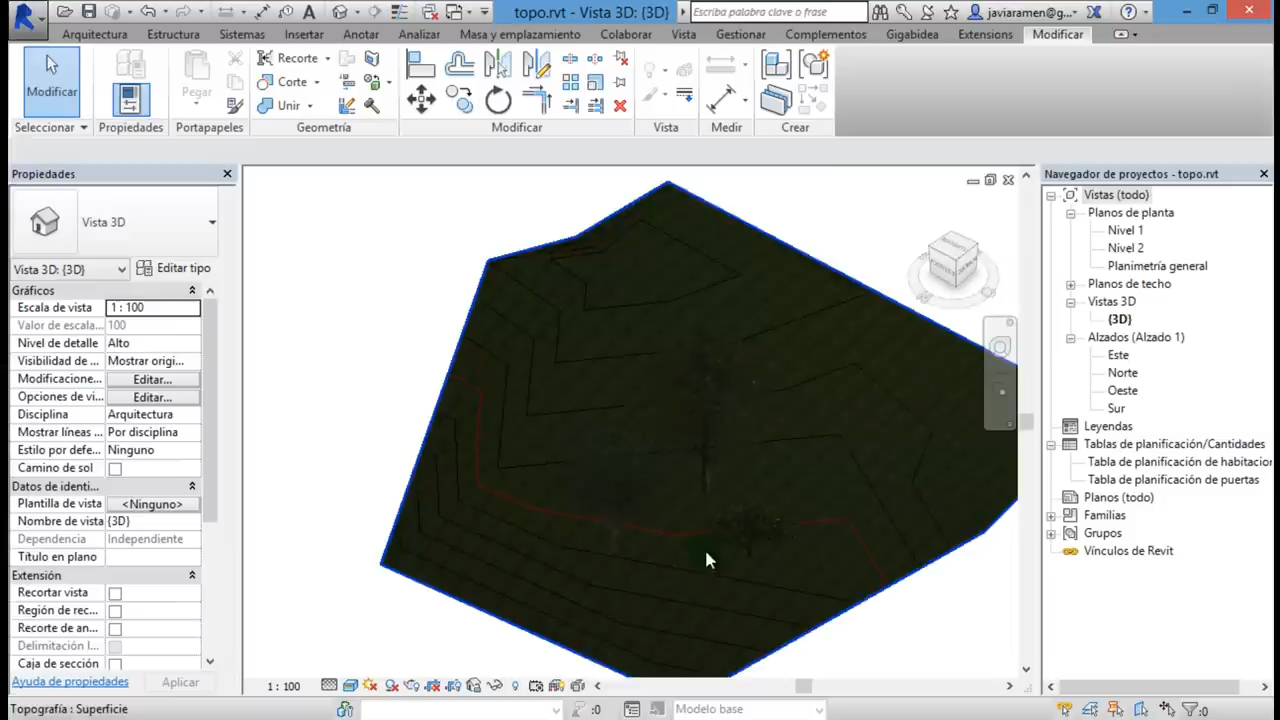 topo.rvt - Vista 3D: {3D}
Escriba palabra clave o frase
javiaramen@g...
Arquitectura Estructura Sistemas Insertar Anotar Analizar Masa y emplazamiento Colaborar Vista Gestionar Complementos Gigabidea Extensions Modificar
Modificar
Pegar
Recorte
Corte
Unir
Seleccionar Propiedades Portapapeles Geometría Modificar Vista Medir Crear
Propiedades
Vista 3D
Vista 3D: {3D} Editar tipo
Gráficos
Escala de vista 1 : 100
Valor de escala... 100
Nivel de detalle Alto
Visibilidad de ... Mostrar origi...
Modificacione... Editar...
Opciones de vi... Editar...
Disciplina Arquitectura
Mostrar líneas ... Por disciplina
Estilo por defe... Ninguno
Camino de sol
Datos de identi...
Plantilla de vista <Ninguno>
Nombre de vista {3D}
Dependencia Independiente
Título en plano
Extensión
Recortar vista
Región de rec...
Recorte de an...
Delimitación l...
Caja de sección
Ayuda de propiedades Aplicar
Navegador de proyectos - topo.rvt
Vistas (todo)
Planos de planta
Nivel 1
Nivel 2
Planimetría general
Planos de techo
Vistas 3D
{3D}
Alzados (Alzado 1)
Este
Norte
Oeste
Sur
Leyendas
Tablas de planificación/Cantidades
Tabla de planificación de habitacion
Tabla de planificación de puertas
Planos (todo)
Familias
Grupos
Vínculos de Revit
1 : 100
Topografía : Superficie
:0
Modelo base
:0